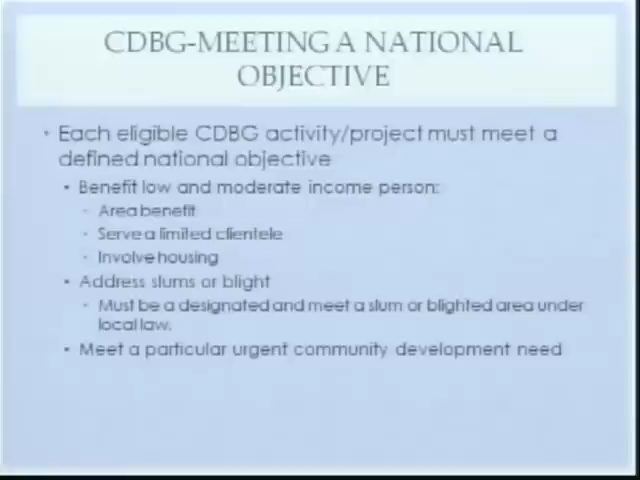 CDBG-MEETING A NATIONAL
OBJECTIVE
• Each eligible CDBG activity/project must meet a
defined national objective
• Benefit low and moderate income person:
• Area benefit
• Serve a limited clientele
• Involve housing
• Address slums or blight
• Must be a designated and meet a slum or blighted area under
local law.
• Meet a particular urgent community development need